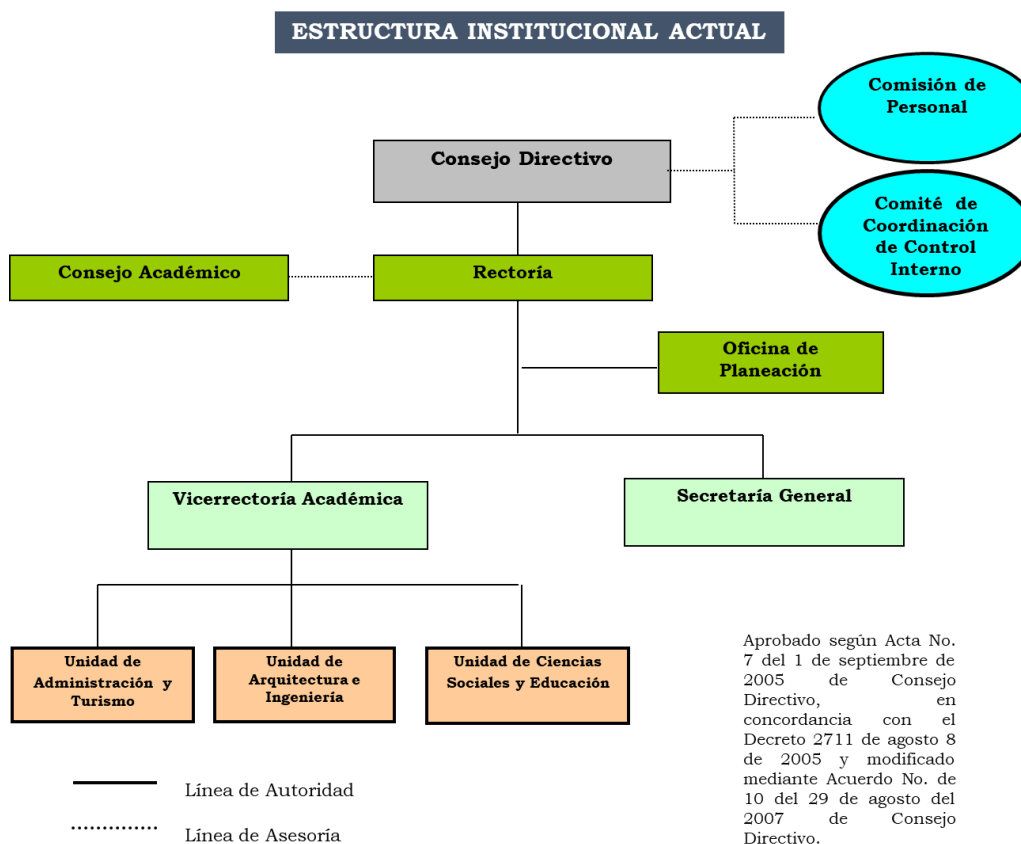 ESTRUCTURA INSTITUCIONAL ACTUAL
Comisión de
Personal
Consejo Directivo
Comité de
Coordinación
de Control
Interno
Consejo Académico
Rectoría
Oficina de
Planeación
Vicerrectoría Académica
Secretaría General
Unidad de
Administración y
Turismo
Unidad de
Arquitectura e
Ingeniería
Unidad de Ciencias
Sociales y Educación
Aprobado según Acta No.
7 del 1 de septiembre de
2005 de Consejo
Directivo, en
concordancia con el
Decreto 2711 de agosto 8
de 2005 y modificado
mediante Acuerdo No. de
10 del 29 de agosto del
2007 de Consejo
Directivo.
Línea de Autoridad
Línea de Asesoría